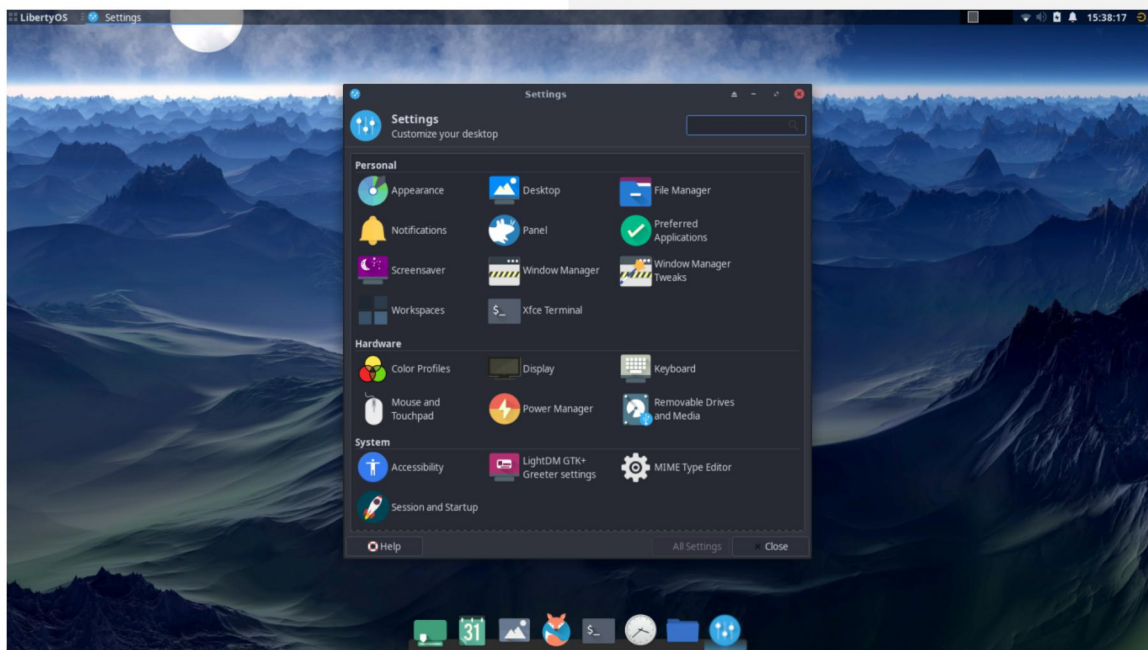 LibertyOS
Settings
15:38:17
Settings
Settings
Customize your desktop
Personal
Appearance
Desktop
File Manager
Notifications
Panel
Preferred
Applications
Screensaver
Window Manager
Window Manager
Tweaks
Workspaces
$_
Xfce Terminal
Hardware
Color Profiles
Display
Keyboard
Mouse and
Touchpad
Power Manager
Removable Drives
and Media
System
Accessibility
LightDM GTK+
Greeter settings
MIME Type Editor
Session and Startup
Help
All Settings
Close
31
$_